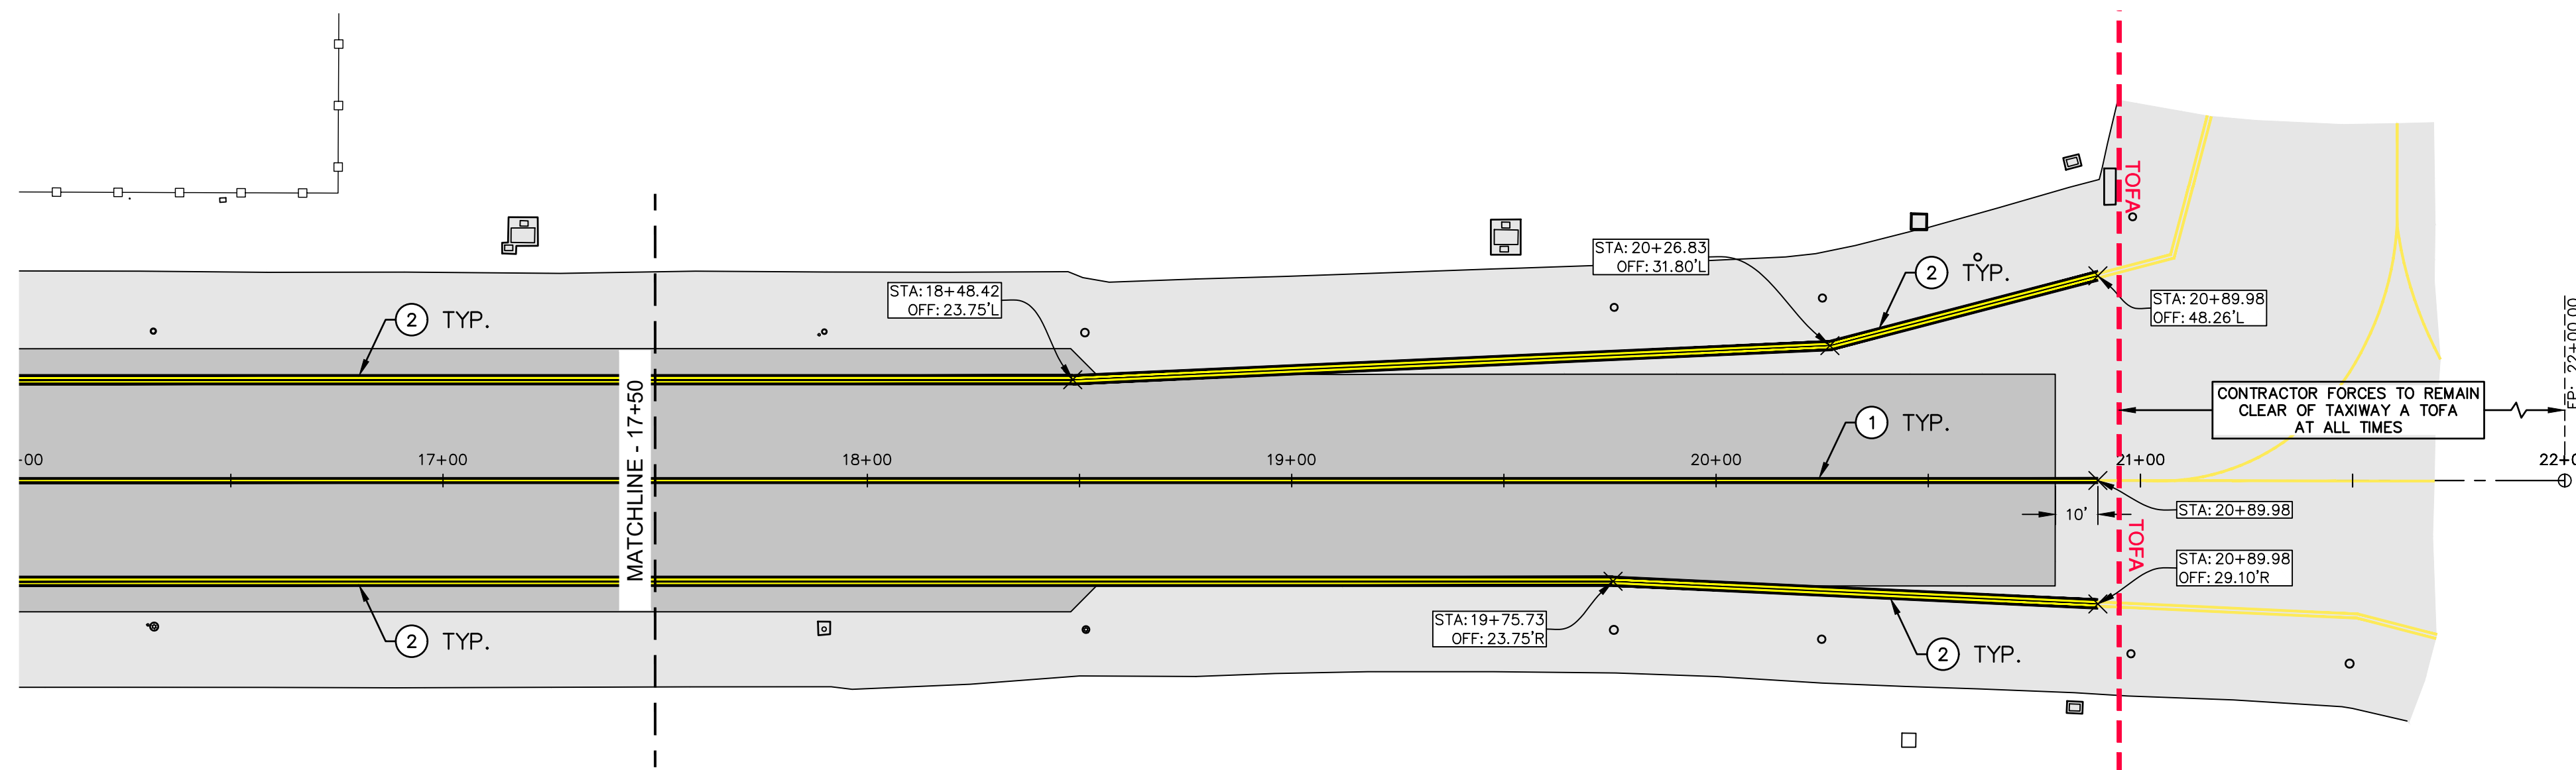 TOFA
STA: 20+26.83
OFF: 31.80'L
2 TYP.
STA: 18+48.42
OFF: 23.75'L
STA: 20+89.98
OFF: 48.26'L
2 TYP.
CONTRACTOR FORCES TO REMAIN
CLEAR OF TAXIWAY A TOFA
AT ALL TIMES
1 TYP.
MATCHLINE - 17+50
-00
17+00
18+00
19+00
20+00
21+00
STA: 20+89.98
10'
TOFA
STA: 20+89.98
OFF: 29.10'R
STA: 19+75.73
OFF: 23.75'R
2 TYP.
2 TYP.